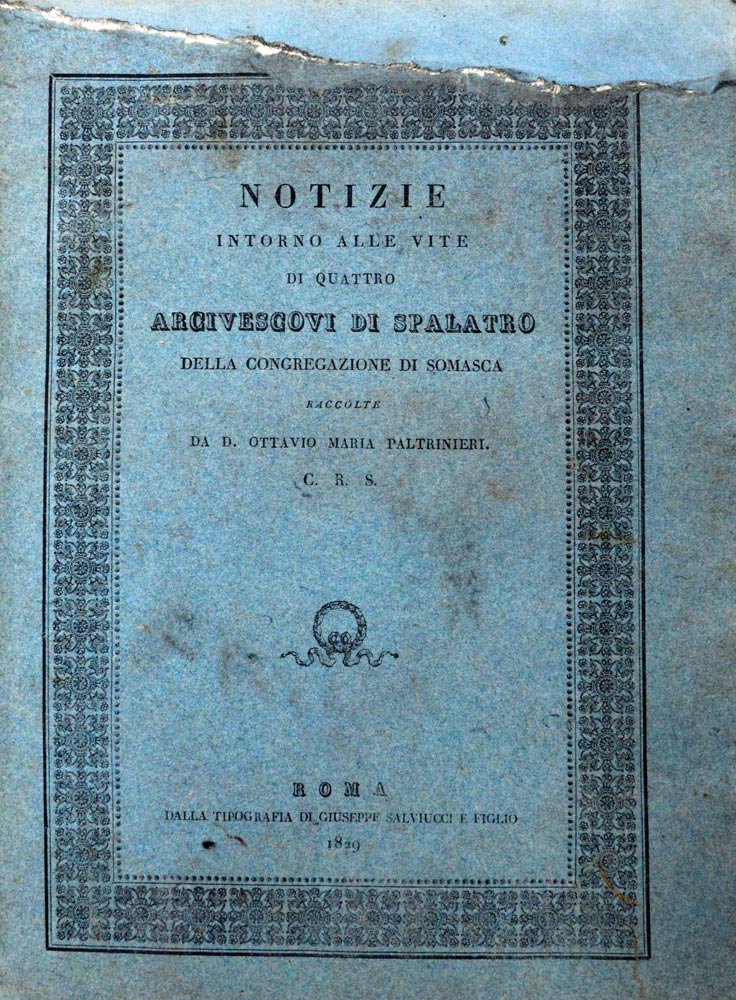 NOTIZIE
INTORNO ALLE VITE
DI QUATTRO
ARCIVESCOVI DI SPALATRO
DELLA CONGREGAZIONE DI SOMASCA
RACCOLTE
DA D. OTTAVIO MARIA PALTRINIERI.
C. R. S.
ROMA
DALLA TIPOGRAFIA DI GIUSEPPE SALVIUCCI E FIGLIO
1829